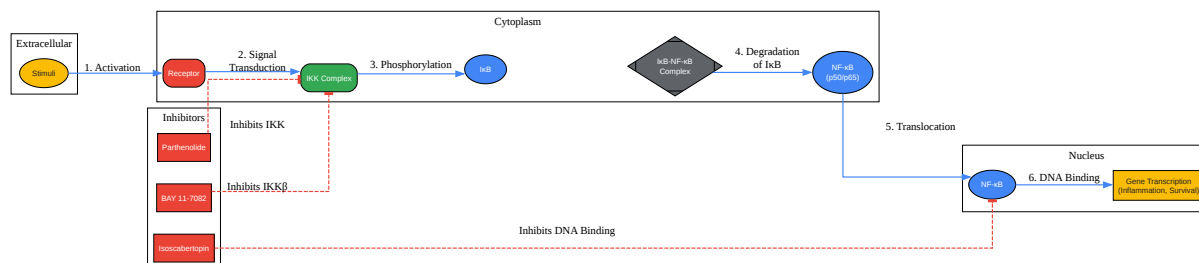 Cytoplasm
Extracellular
Stimuli
1. Activation
Receptor
2. Signal
Transduction
IKK Complex
3. Phosphorylation
IκB
IκB-NF-κB
Complex
4. Degradation
of IκB
NF-κB
(p50/p65)
Inhibitors
Inhibits IKK
Parthenolide
Inhibits IKKβ
BAY 11-7082
Inhibits DNA Binding
Isoscabertopin
5. Translocation
Nucleus
NF-κB
6. DNA Binding
Gene Transcription
(Inflammation, Survival)